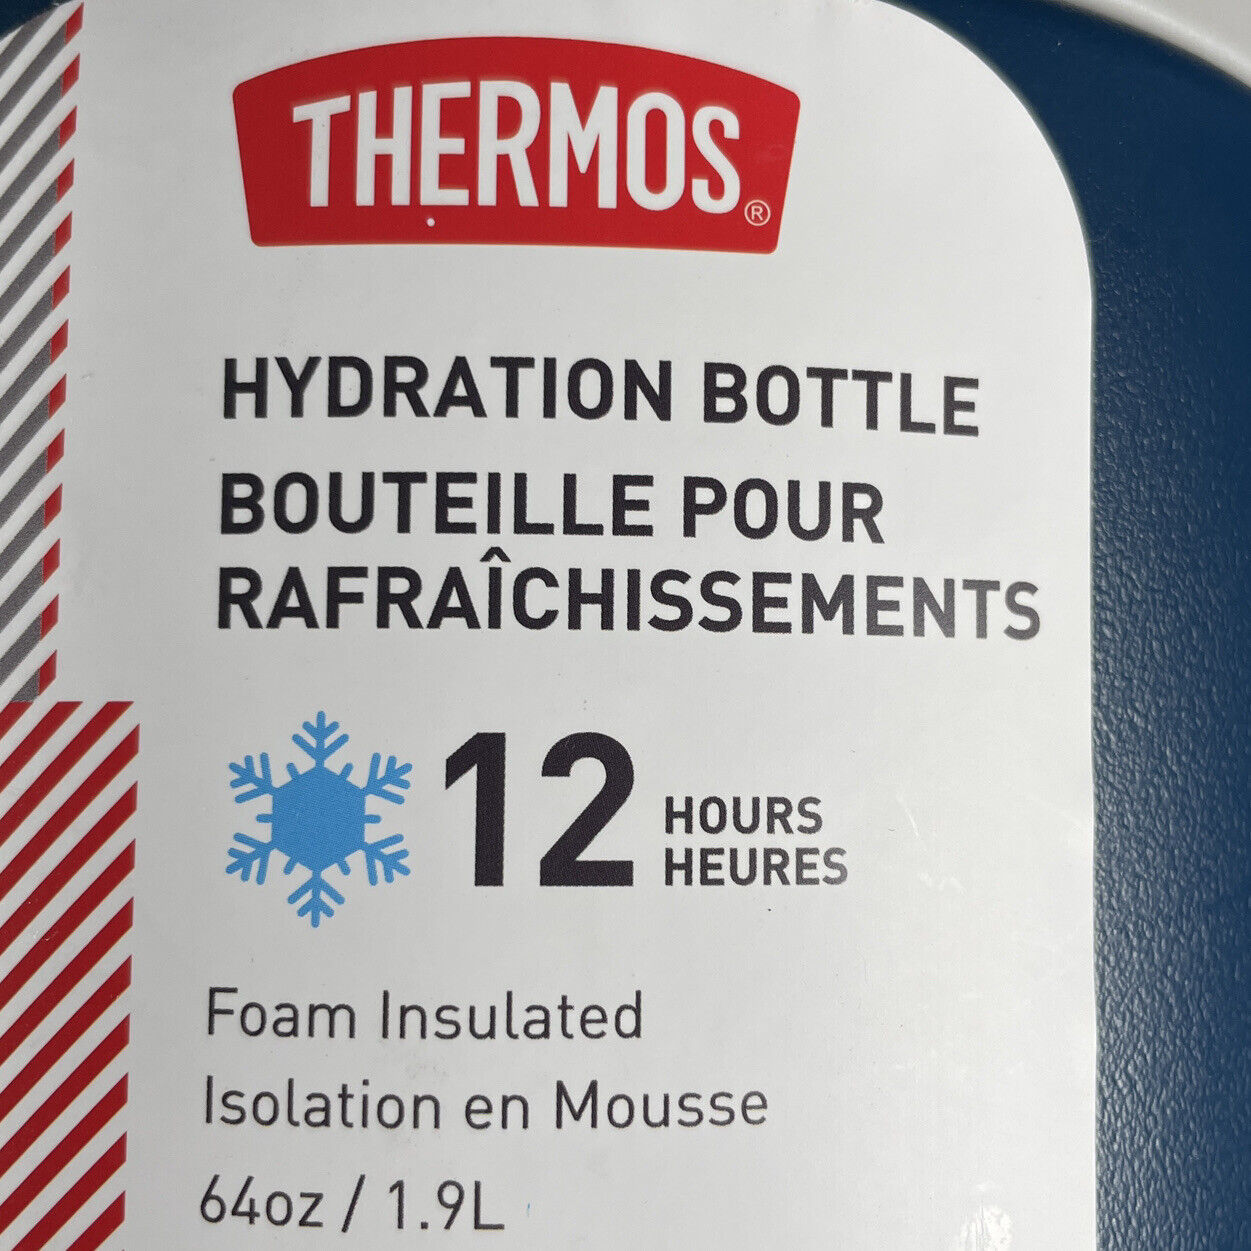 THERMOS®
HYDRATION BOTTLE
BOUTEILLE POUR
RAFRAÎCHISSEMENTS
12 HOURS
HEURES
Foam Insulated
Isolation en Mousse
64oz / 1.9L